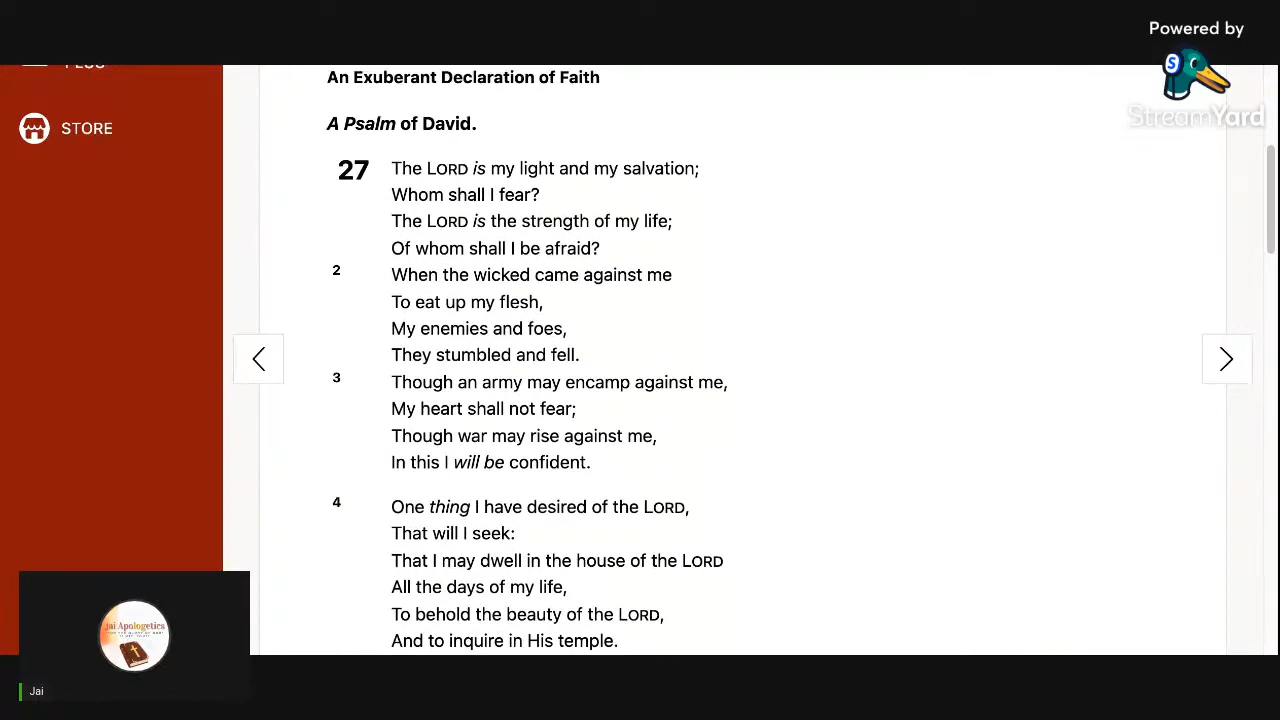 Powered by
StreamYard
PLUS
STORE
An Exuberant Declaration of Faith
A Psalm of David.
27 The LORD is my light and my salvation;
Whom shall I fear?
The LORD is the strength of my life;
Of whom shall I be afraid?
2 When the wicked came against me
To eat up my flesh,
My enemies and foes,
They stumbled and fell.
3 Though an army may encamp against me,
My heart shall not fear;
Though war may rise against me,
In this I will be confident.
4 One thing I have desired of the LORD,
That will I seek:
That I may dwell in the house of the LORD
All the days of my life,
To behold the beauty of the LORD,
And to inquire in His temple.
Jai Apologetics
Jai